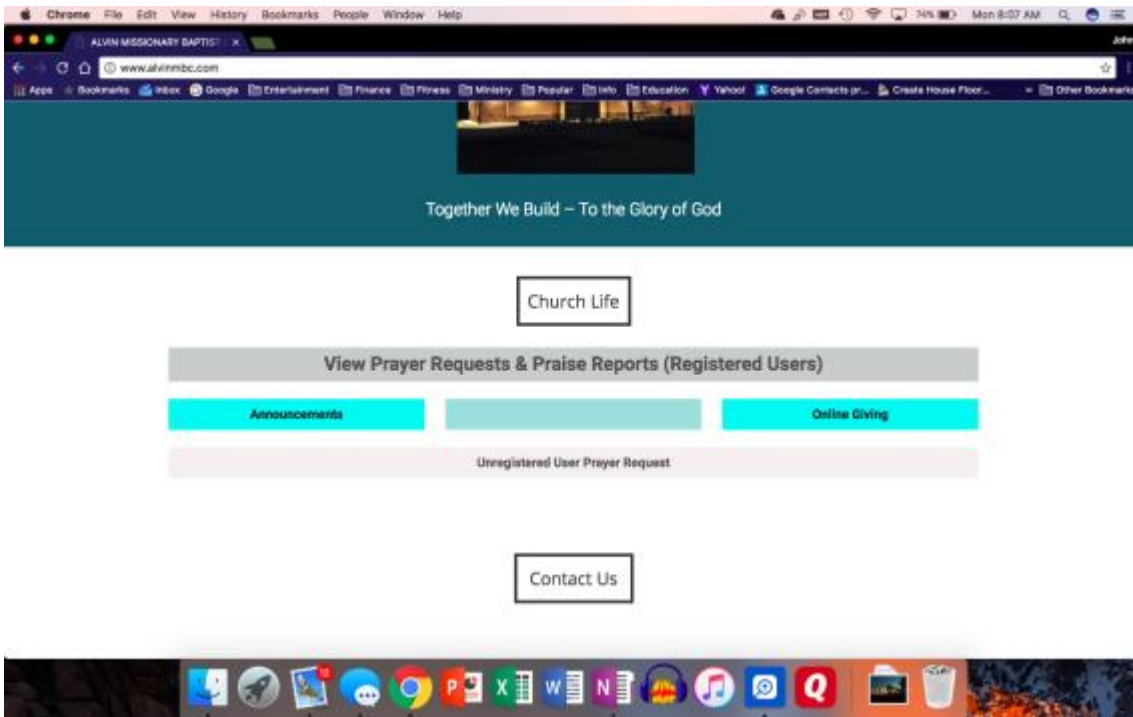 Chrome File Edit View History Bookmarks People Window Help 74% Mon 8:07 AM
ALVIN MISSIONARY BAPTIST John
www.alvinmbc.com
Apps Bookmarks Inbox Google Entertainment Finance Fitness Ministry Popular Info Education Yahoo! Google Contacts pr... Create House Floor... Other Bookmarks
Together We Build – To the Glory of God
Church Life
View Prayer Requests & Praise Reports (Registered Users)
Announcements Online Giving
Unregistered User Prayer Request
Contact Us